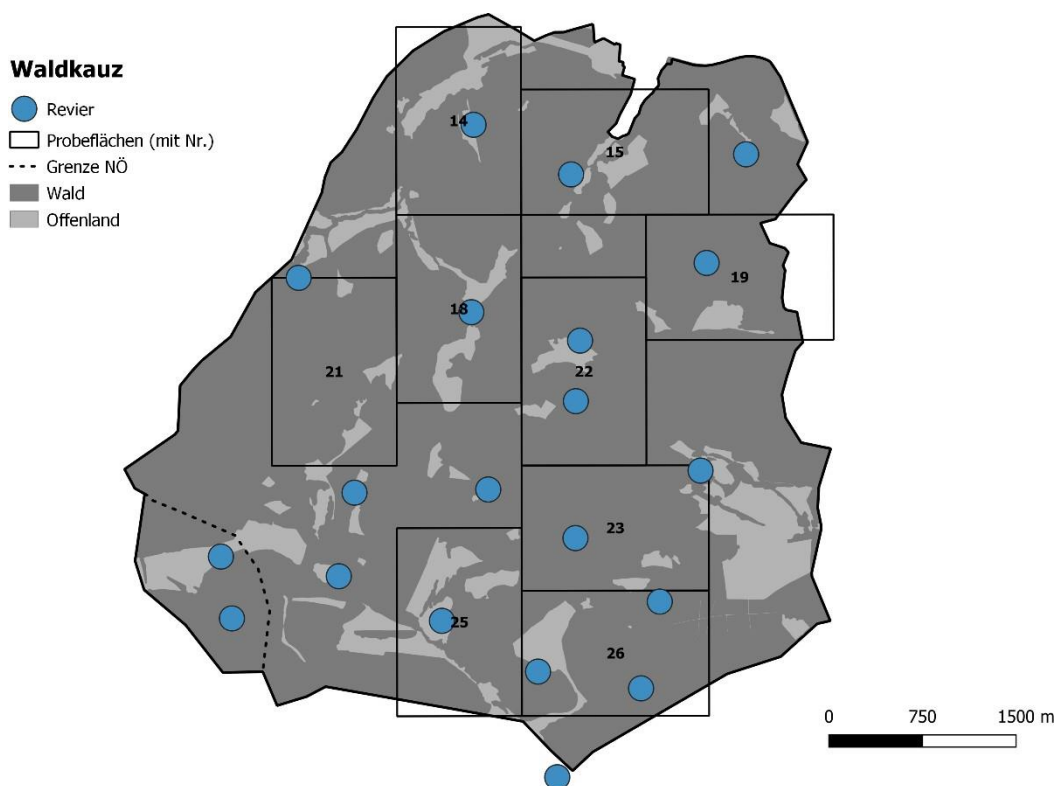 Waldkauz
Revier
Probeflächen (mit Nr.)
Grenze NÖ
Wald
Offenland
14
15
18
19
21
22
23
25
26
0 750 1500 m